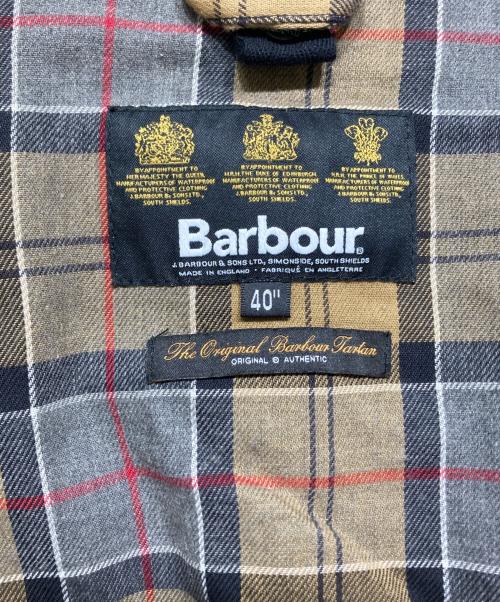 BY APPOINTMENT TO
HER MAJESTY THE QUEEN,
MANUFACTURERS OF WATERPROOF
AND PROTECTIVE CLOTHING
J. BARBOUR & SONS LTD.,
SOUTH SHIELDS.
BY APPOINTMENT TO
H.R.H. THE DUKE OF EDINBURGH,
MANUFACTURERS OF WATERPROOF
AND PROTECTIVE CLOTHING
J. BARBOUR & SONS LTD.,
SOUTH SHIELDS.
BY APPOINTMENT TO
H.R.H. THE PRINCE OF WALES,
MANUFACTURERS OF WATERPROOF
AND PROTECTIVE CLOTHING
J. BARBOUR & SONS LTD.,
SOUTH SHIELDS.
Barbour®
J. BARBOUR & SONS LTD., SIMONSIDE, SOUTH SHIELDS
MADE IN ENGLAND • FABRIQUÉ EN ANGLETERRE
40"
The Original Barbour Tartan
ORIGINAL © AUTHENTIC